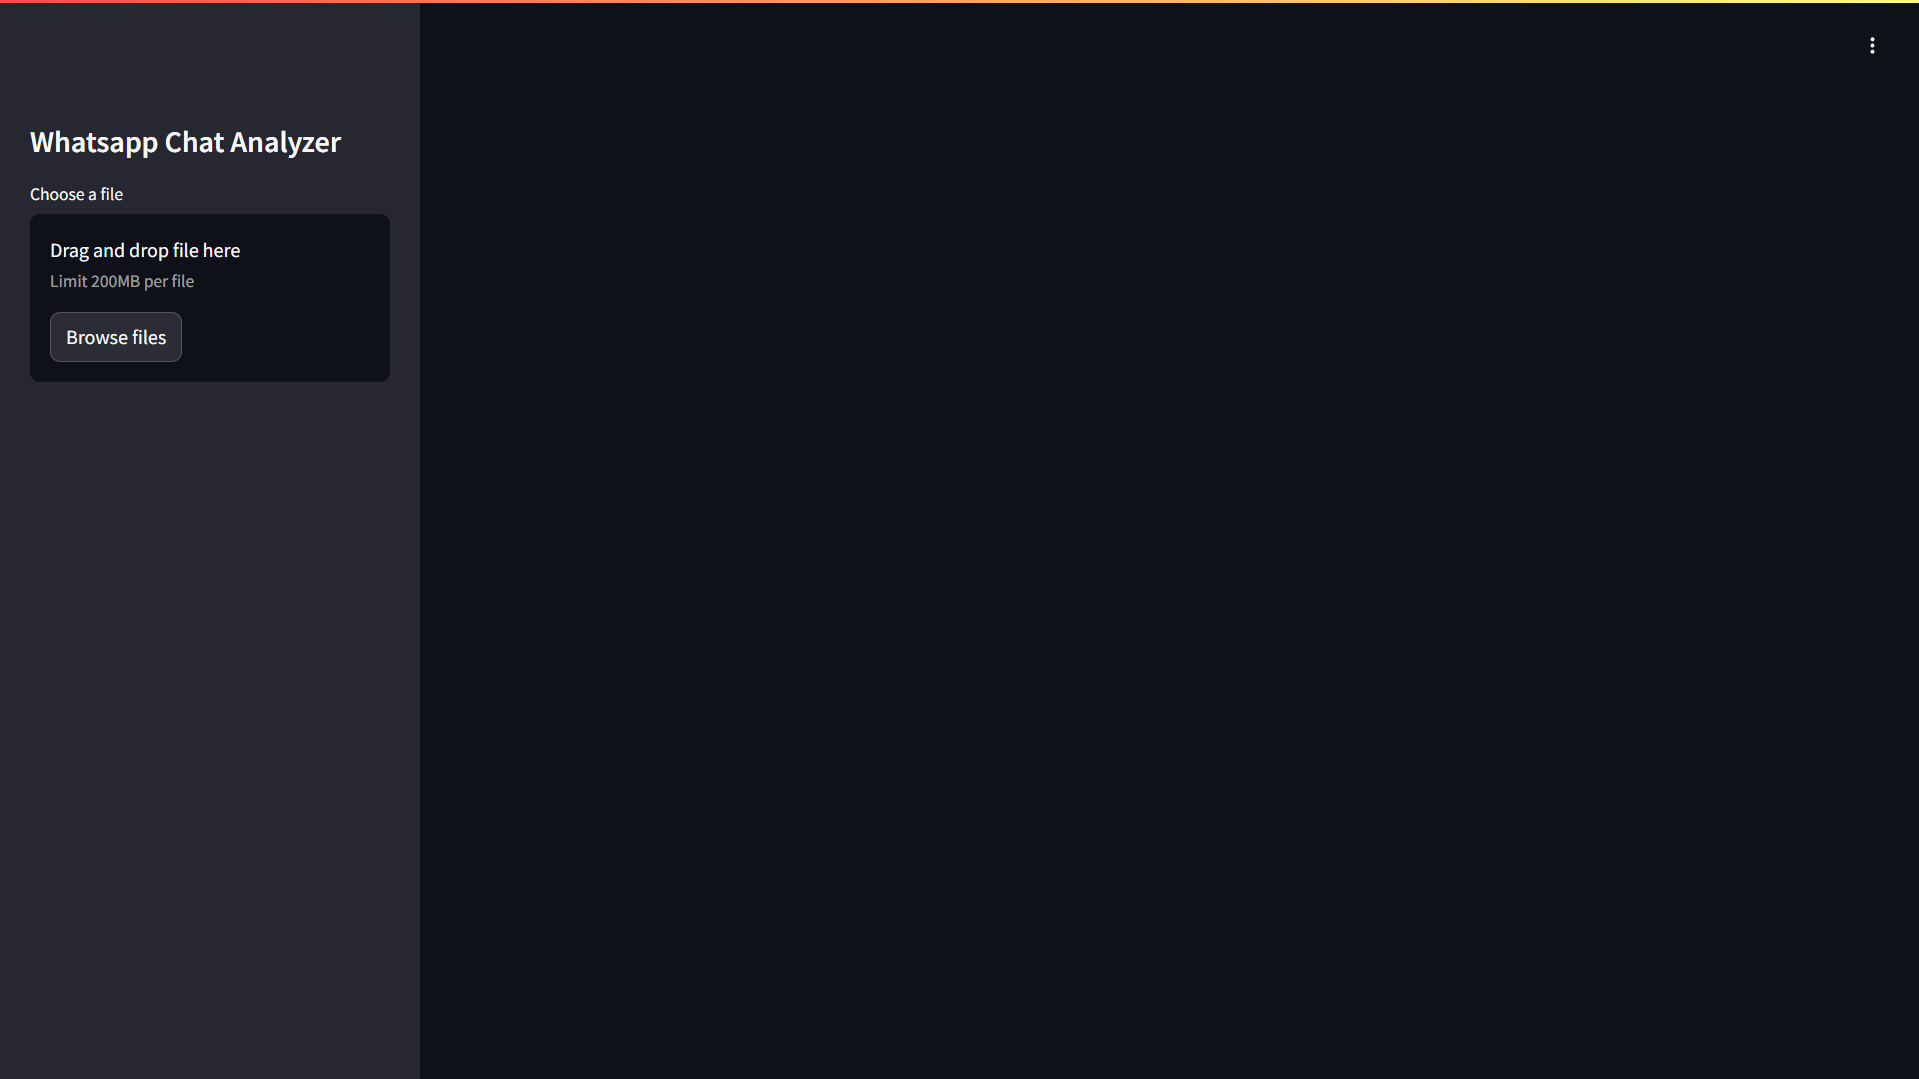 Whatsapp Chat Analyzer
Choose a file
Drag and drop file here
Limit 200MB per file
Browse files